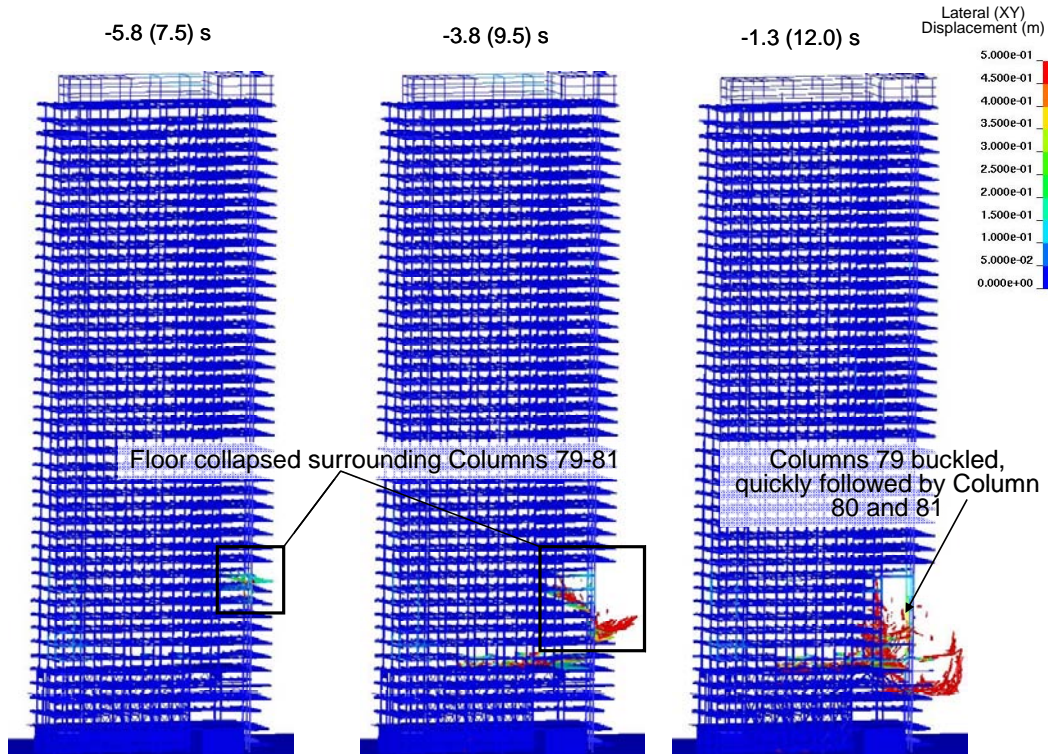 -5.8 (7.5) s
-3.8 (9.5) s
-1.3 (12.0) s
Lateral (XY)
Displacement (m)
5.000e-01
4.500e-01
4.000e-01
3.500e-01
3.000e-01
2.500e-01
2.000e-01
1.500e-01
1.000e-01
5.000e-02
0.000e+00
Floor collapsed surrounding Columns 79-81
Columns 79 buckled,
quickly followed by Column
80 and 81